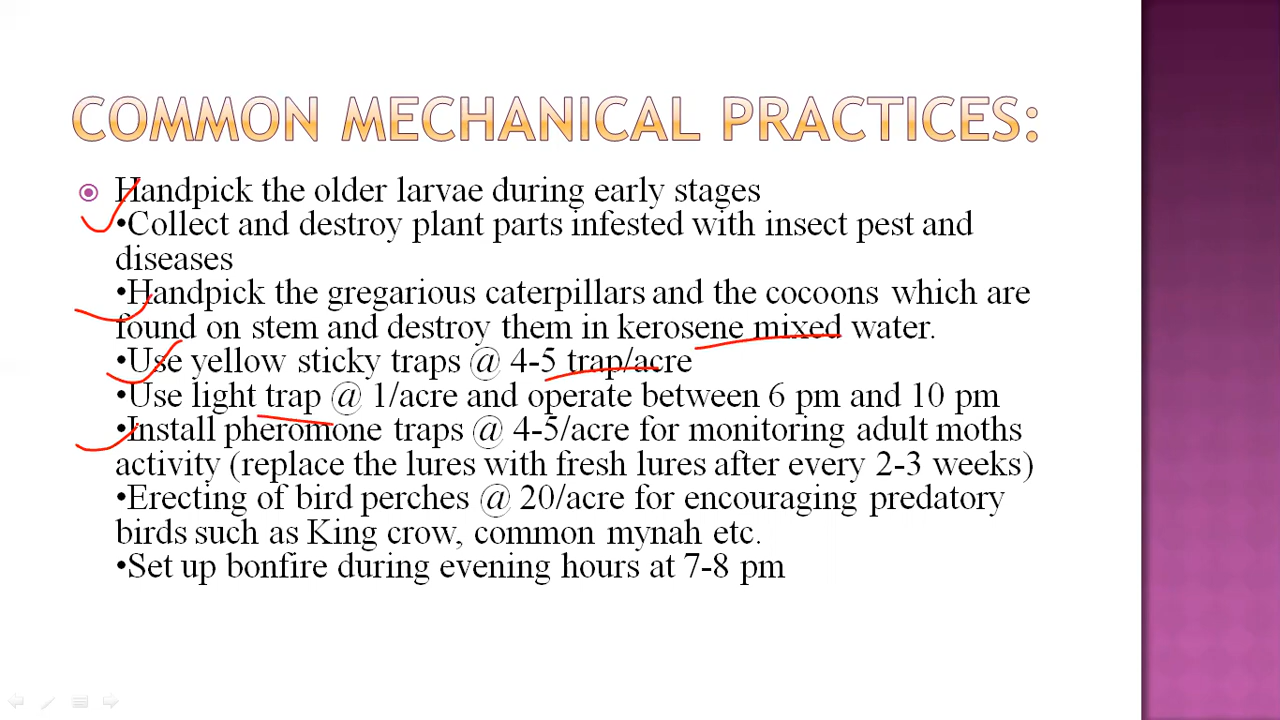 COMMON MECHANICAL PRACTICES:
Handpick the older larvae during early stages
•Collect and destroy plant parts infested with insect pest and
diseases
•Handpick the gregarious caterpillars and the cocoons which are
found on stem and destroy them in kerosene mixed water.
•Use yellow sticky traps @ 4-5 trap/acre
•Use light trap @ 1/acre and operate between 6 pm and 10 pm
•Install pheromone traps @ 4-5/acre for monitoring adult moths
activity (replace the lures with fresh lures after every 2-3 weeks)
•Erecting of bird perches @ 20/acre for encouraging predatory
birds such as King crow, common mynah etc.
•Set up bonfire during evening hours at 7-8 pm